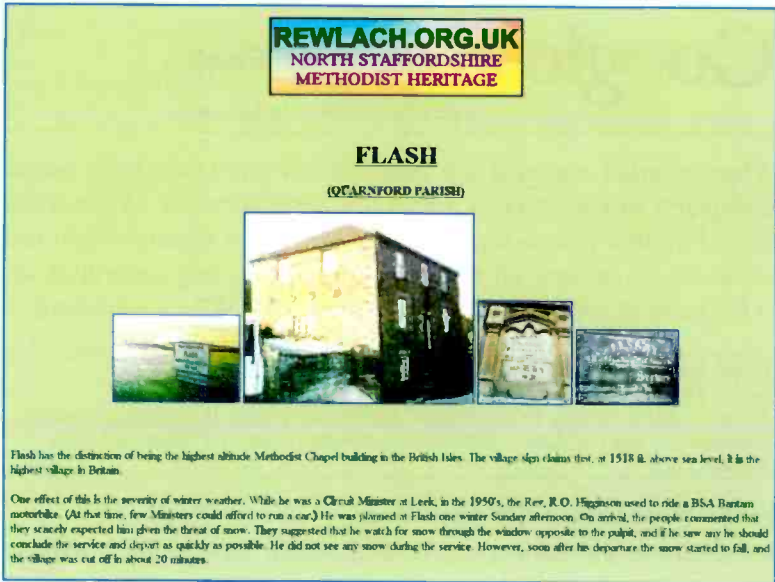 REWLACH.ORG.UK
NORTH STAFFORDSHIRE
METHODIST HERITAGE
FLASH
(QUARNFORD PARISH)
Flash has the distinction of being the highest altitude Methodist Chapel building in the British Isles. The village sign claims that, at 1518 ft. above sea level, it is the
highest village in Britain.
One effect of this is the severity of winter weather. While he was a Circuit Minister at Leek, in the 1950's, the Rev. R.O. Higginson used to ride a BSA Bantam
motorbike. (At that time, few Ministers could afford to run a car.) He was planned at Flash one winter Sunday afternoon. On arrival, the people commented that
they scarcely expected him given the threat of snow. They suggested that he watch for snow through the window opposite to the pulpit, and if he saw any he should
conclude the service and depart as quickly as possible. He did not see any snow during the service. However, soon after his departure the snow started to fall, and
the village was cut off in about 20 minutes.